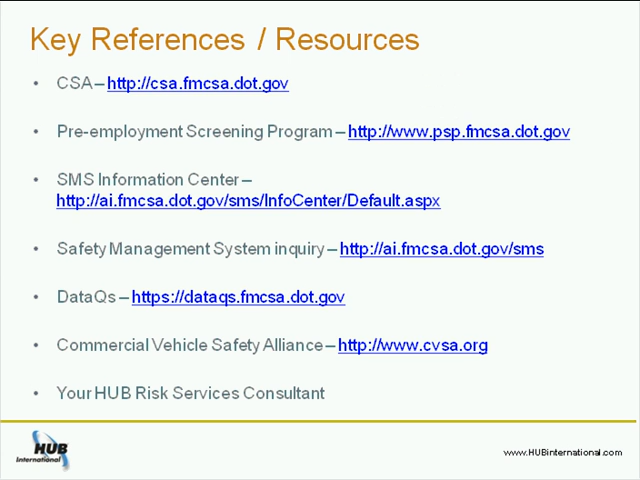 Key References / Resources
• CSA – http://csa.fmcsa.dot.gov
• Pre-employment Screening Program – http://www.psp.fmcsa.dot.gov
• SMS Information Center –
http://ai.fmcsa.dot.gov/sms/InfoCenter/Default.aspx
• Safety Management System inquiry – http://ai.fmcsa.dot.gov/sms
• DataQs – https://dataqs.fmcsa.dot.gov
• Commercial Vehicle Safety Alliance – http://www.cvsa.org
• Your HUB Risk Services Consultant
HUB
International
www.HUBinternational.com